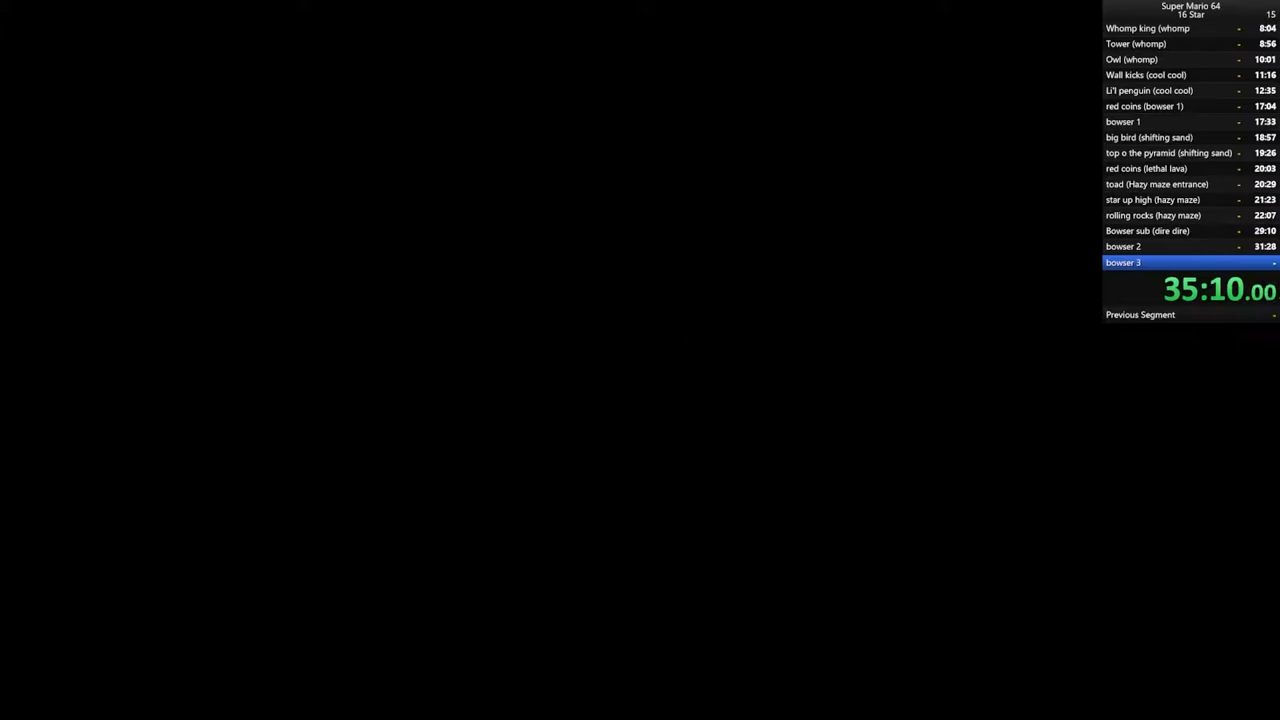 Super Mario 64
16 Star 15
Whomp king (whomp - 8:04
Tower (whomp) - 8:56
Owl (whomp) - 10:01
Wall kicks (cool cool) - 11:16
Li'l penguin (cool cool) - 12:35
red coins (bowser 1) - 17:04
bowser 1 - 17:33
big bird (shifting sand) - 18:57
top o the pyramid (shifting sand) - 19:26
red coins (lethal lava) - 20:03
toad (Hazy maze entrance) - 20:29
star up high (hazy maze) - 21:23
rolling rocks (hazy maze) - 22:07
Bowser sub (dire dire) - 29:10
bowser 2 - 31:28
bowser 3 -
35:10.00
Previous Segment -